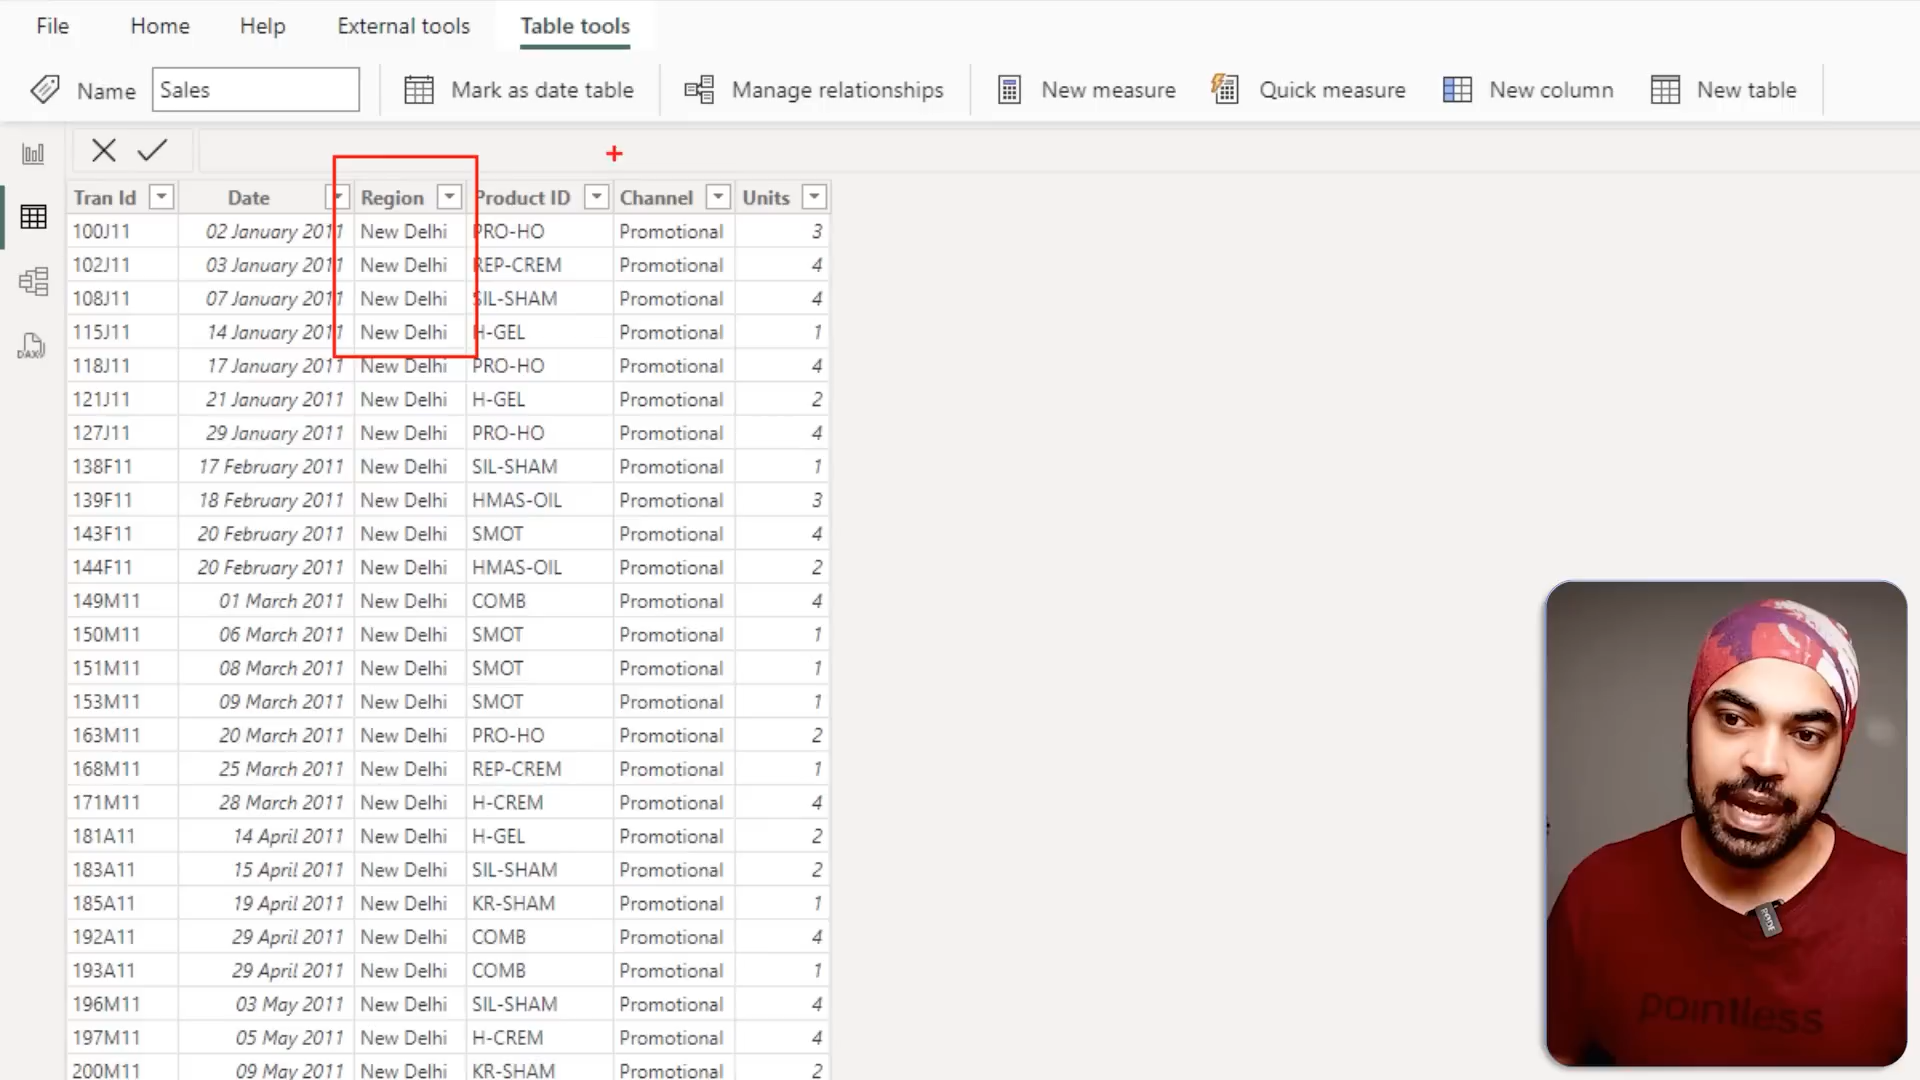 File Home Help External tools Table tools
Name Sales Mark as date table Manage relationships New measure Quick measure New column New table
Tran Id Date Region Product ID Channel Units
100J11 02 January 2011 New Delhi PRO-HO Promotional 3
102J11 03 January 2011 New Delhi REP-CREM Promotional 4
108J11 07 January 2011 New Delhi SIL-SHAM Promotional 4
115J11 14 January 2011 New Delhi H-GEL Promotional 1
118J11 17 January 2011 New Delhi PRO-HO Promotional 4
121J11 21 January 2011 New Delhi H-GEL Promotional 2
127J11 29 January 2011 New Delhi PRO-HO Promotional 4
138F11 17 February 2011 New Delhi SIL-SHAM Promotional 1
139F11 18 February 2011 New Delhi HMAS-OIL Promotional 3
143F11 20 February 2011 New Delhi SMOT Promotional 4
144F11 20 February 2011 New Delhi HMAS-OIL Promotional 2
149M11 01 March 2011 New Delhi COMB Promotional 4
150M11 06 March 2011 New Delhi SMOT Promotional 1
151M11 08 March 2011 New Delhi SMOT Promotional 1
153M11 09 March 2011 New Delhi SMOT Promotional 1
163M11 20 March 2011 New Delhi PRO-HO Promotional 2
168M11 25 March 2011 New Delhi REP-CREM Promotional 1
171M11 28 March 2011 New Delhi H-CREM Promotional 4
181A11 14 April 2011 New Delhi H-GEL Promotional 2
183A11 15 April 2011 New Delhi SIL-SHAM Promotional 2
185A11 19 April 2011 New Delhi KR-SHAM Promotional 1
192A11 29 April 2011 New Delhi COMB Promotional 4
193A11 29 April 2011 New Delhi COMB Promotional 1
196M11 03 May 2011 New Delhi SIL-SHAM Promotional 4
197M11 05 May 2011 New Delhi H-CREM Promotional 4
200M11 09 May 2011 New Delhi KR-SHAM Promotional 2
DAX
pointless